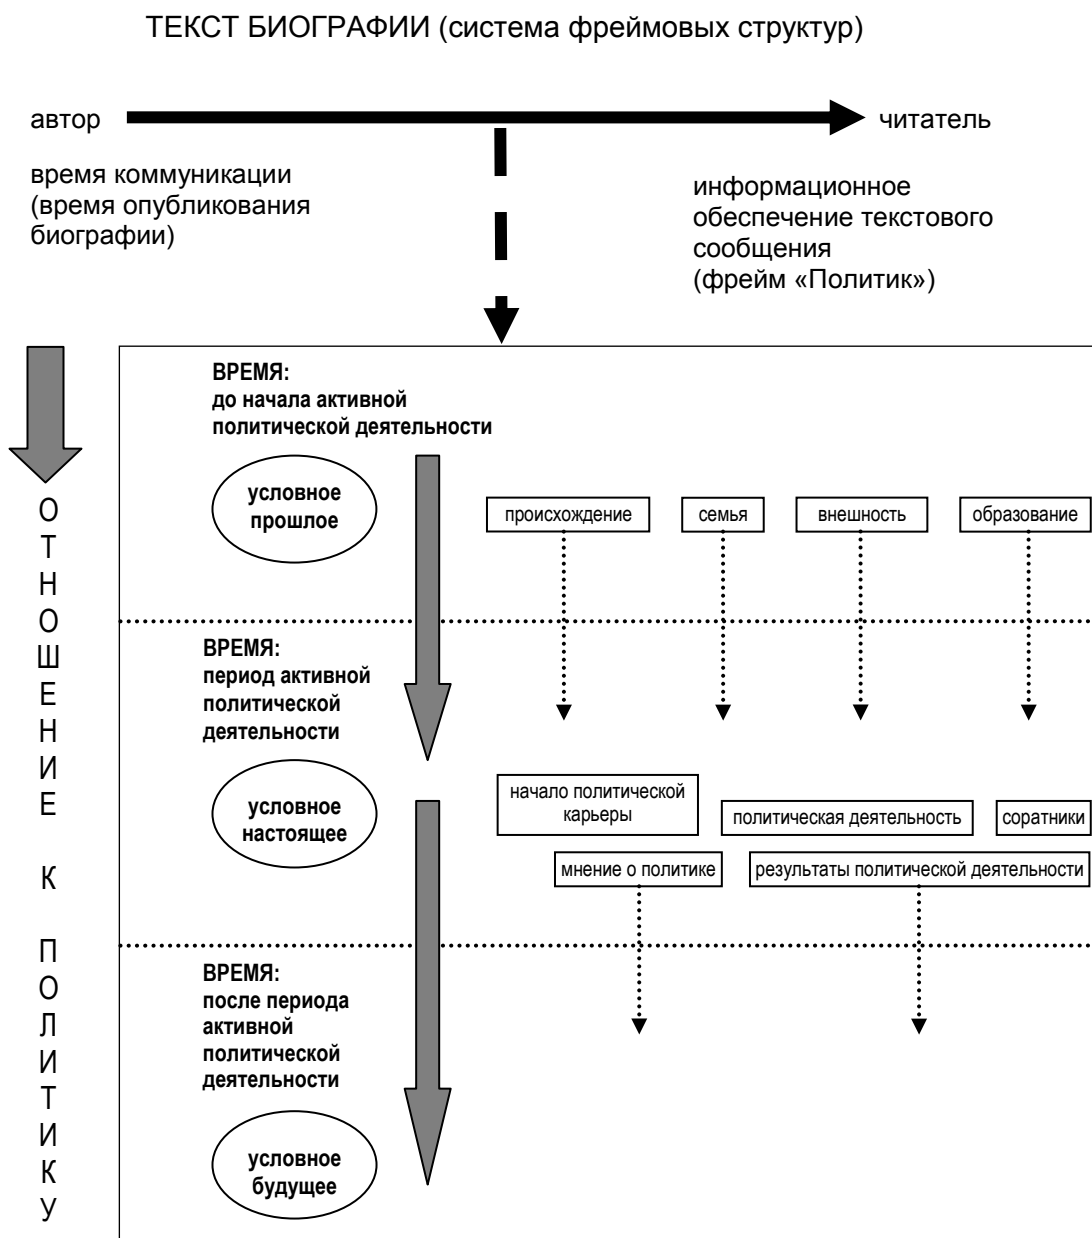 ТЕКСТ БИОГРАФИИ (система фреймовых структур)
автор
читатель
время коммуникации
(время опубликования
биографии)
информационное
обеспечение текстового
сообщения
(фрейм «Политик»)
ОТНОШЕНИЕ К ПОЛИТИКУ
ВРЕМЯ:
до начала активной
политической деятельности
условное
прошлое
происхождение
семья
внешность
образование
ВРЕМЯ:
период активной
политической
деятельности
условное
настоящее
начало политической
карьеры
политическая деятельность
соратники
мнение о политике
результаты политической деятельности
ВРЕМЯ:
после периода
активной
политической
деятельности
условное
будущее